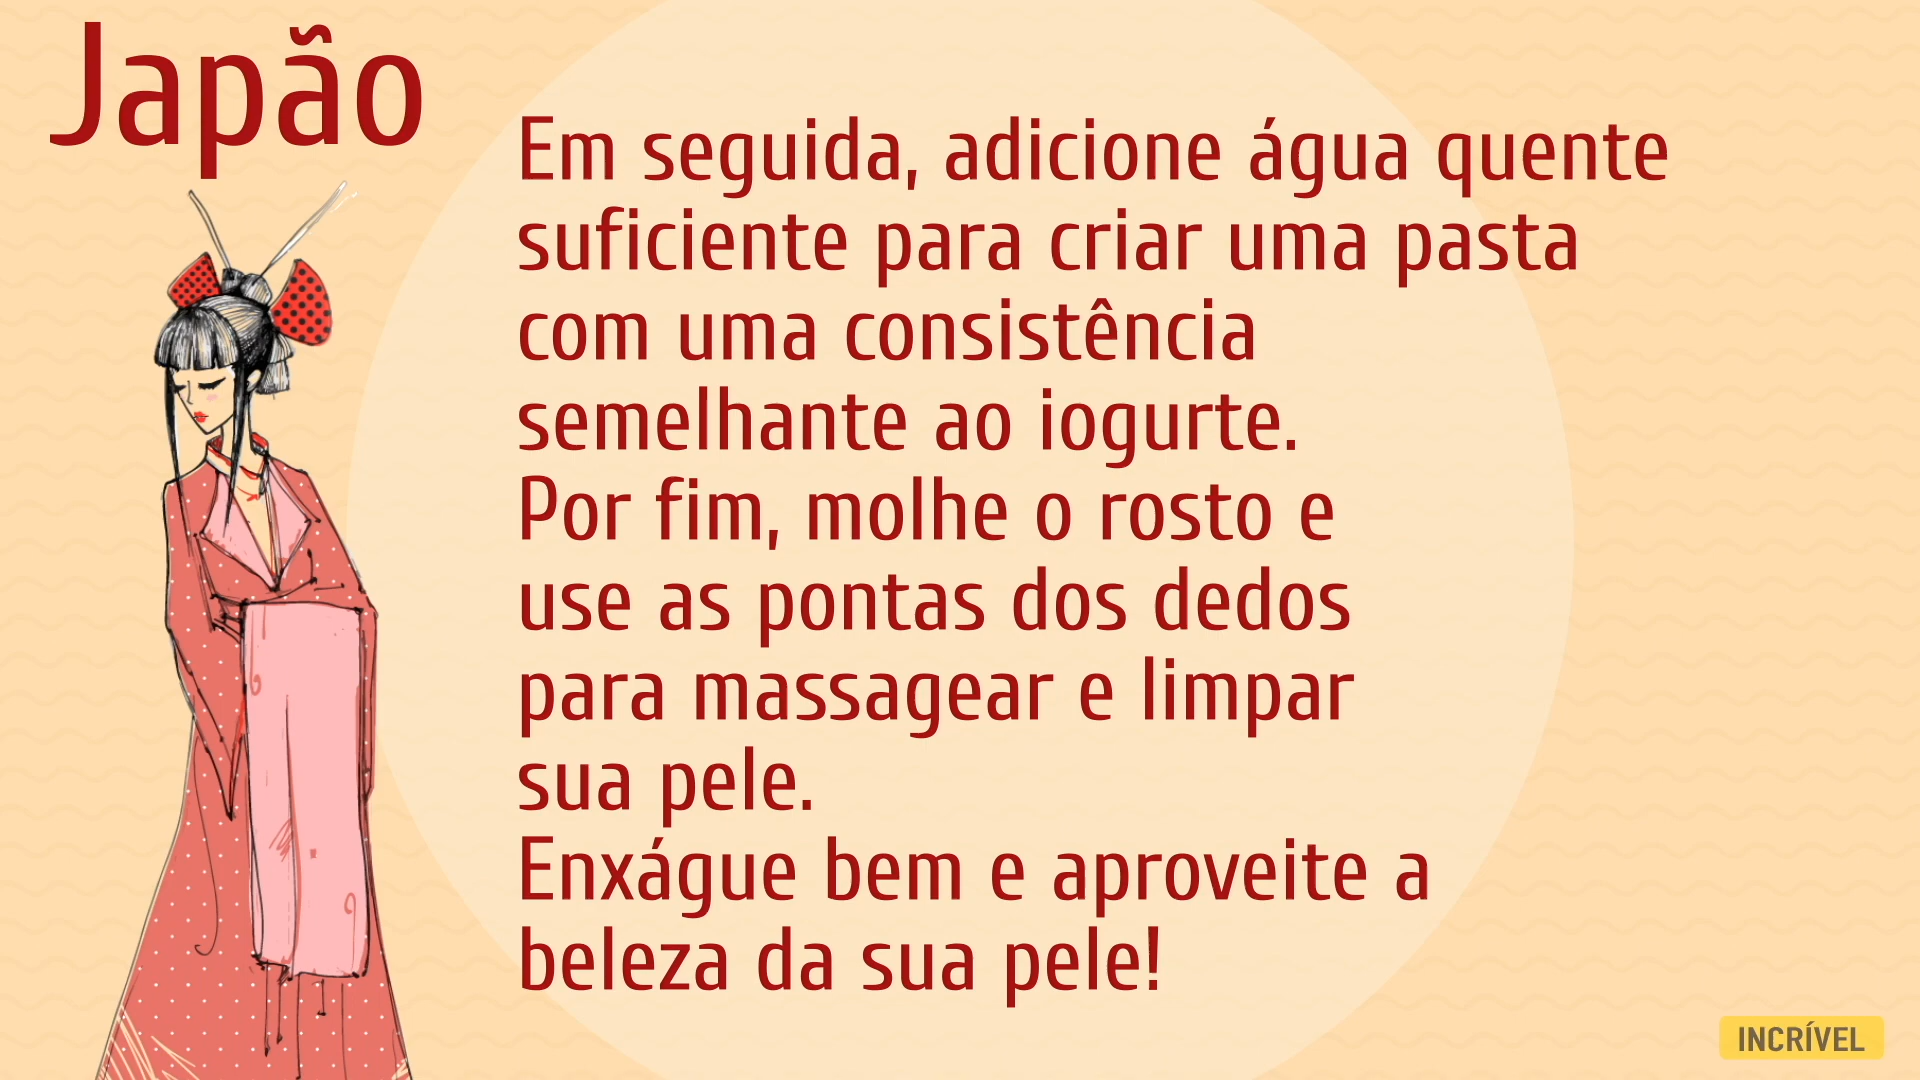 Japão
Em seguida, adicione água quente
suficiente para criar uma pasta
com uma consistência
semelhante ao iogurte.
Por fim, molhe o rosto e
use as pontas dos dedos
para massagear e limpar
sua pele.
Enxágue bem e aproveite a
beleza da sua pele!
INCRÍVEL